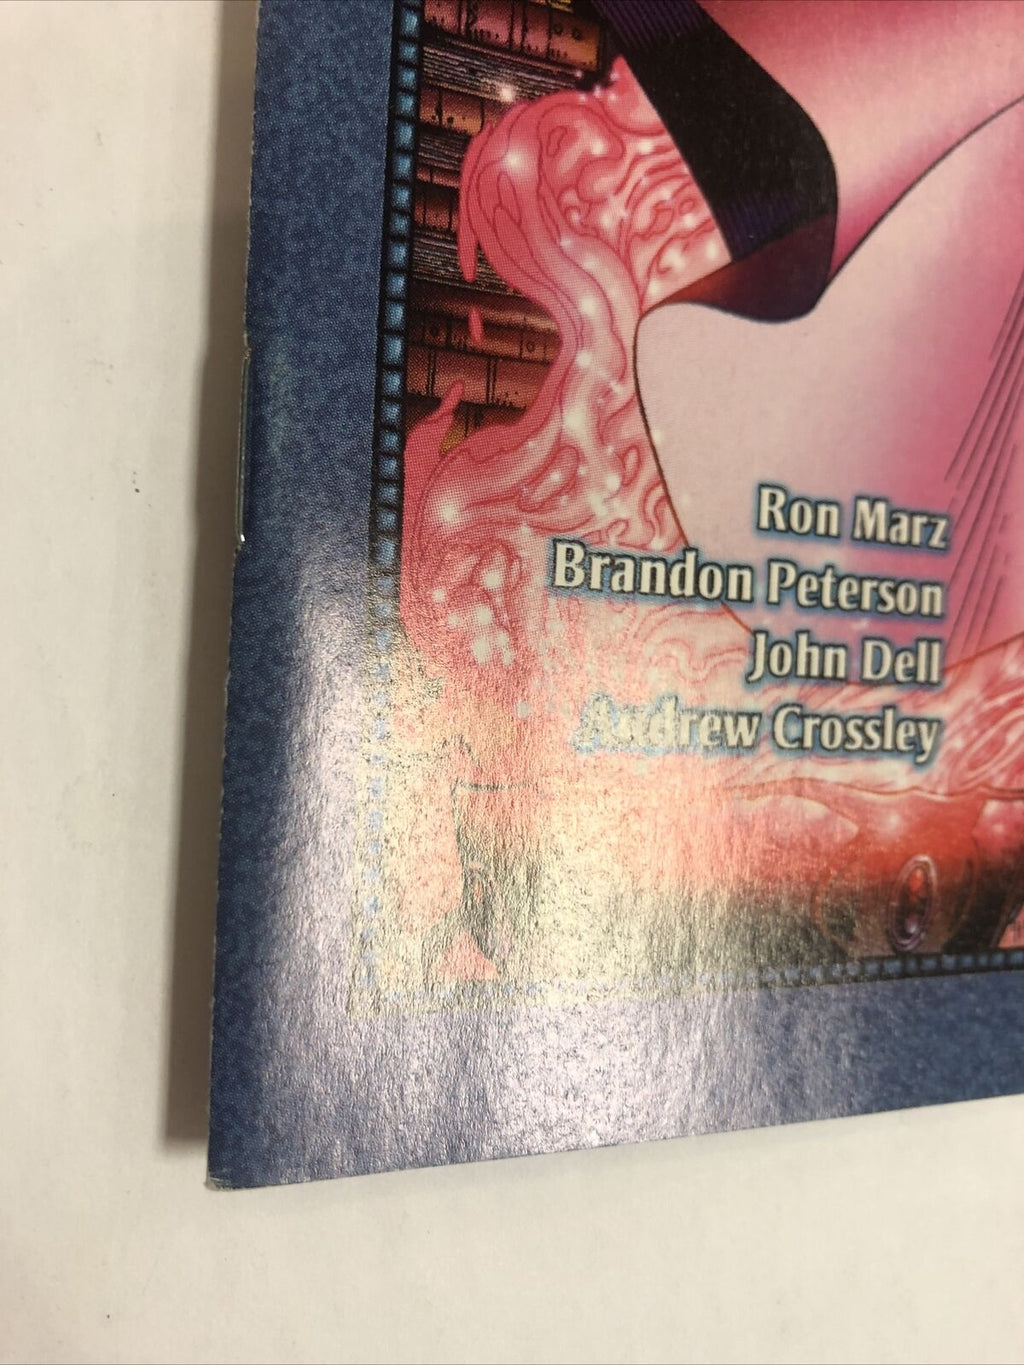 Ron Marz
Brandon Peterson
John Dell
Andrew Crossley